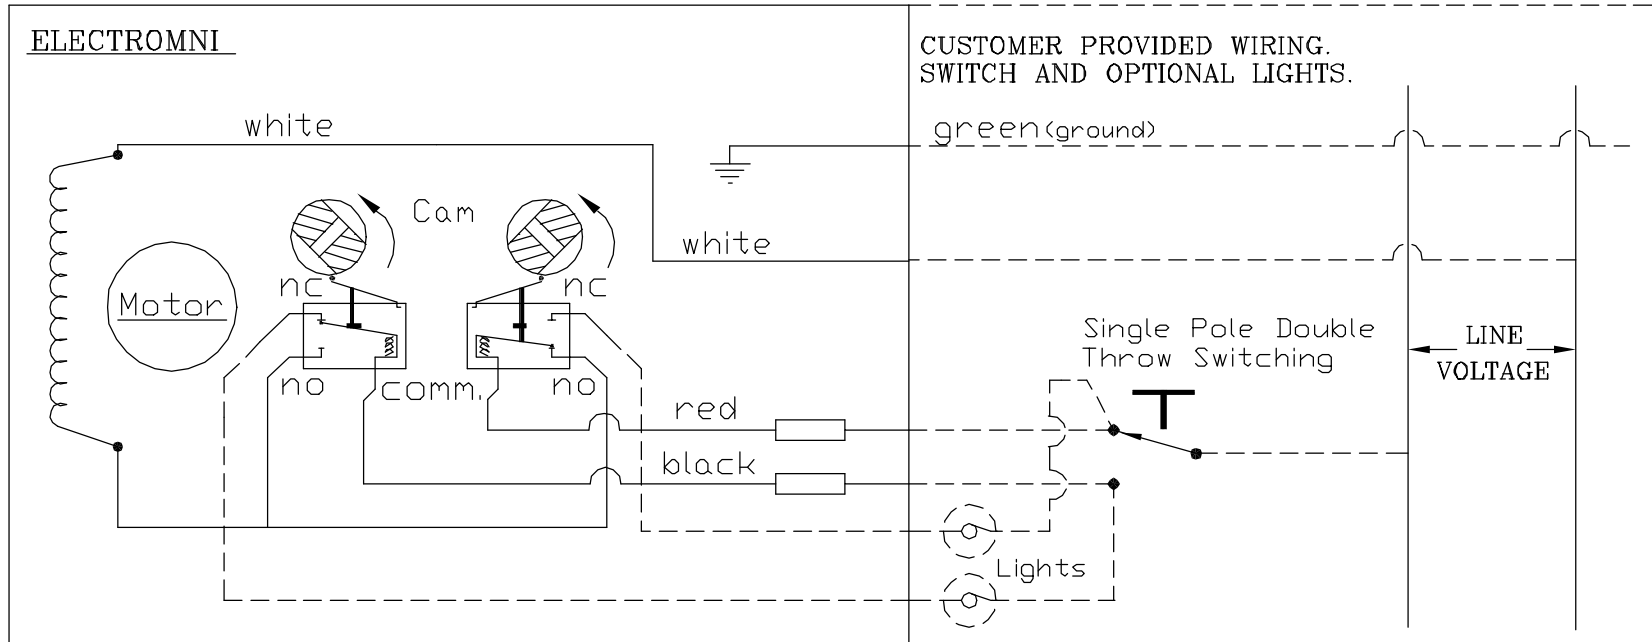 ELECTROMNI
CUSTOMER PROVIDED WIRING.
SWITCH AND OPTIONAL LIGHTS.
white
green (ground)
Cam
white
nc
nc
Motor
Single Pole Double
Throw Switching
LINE
VOLTAGE
no
comm.
no
red
black
Lights